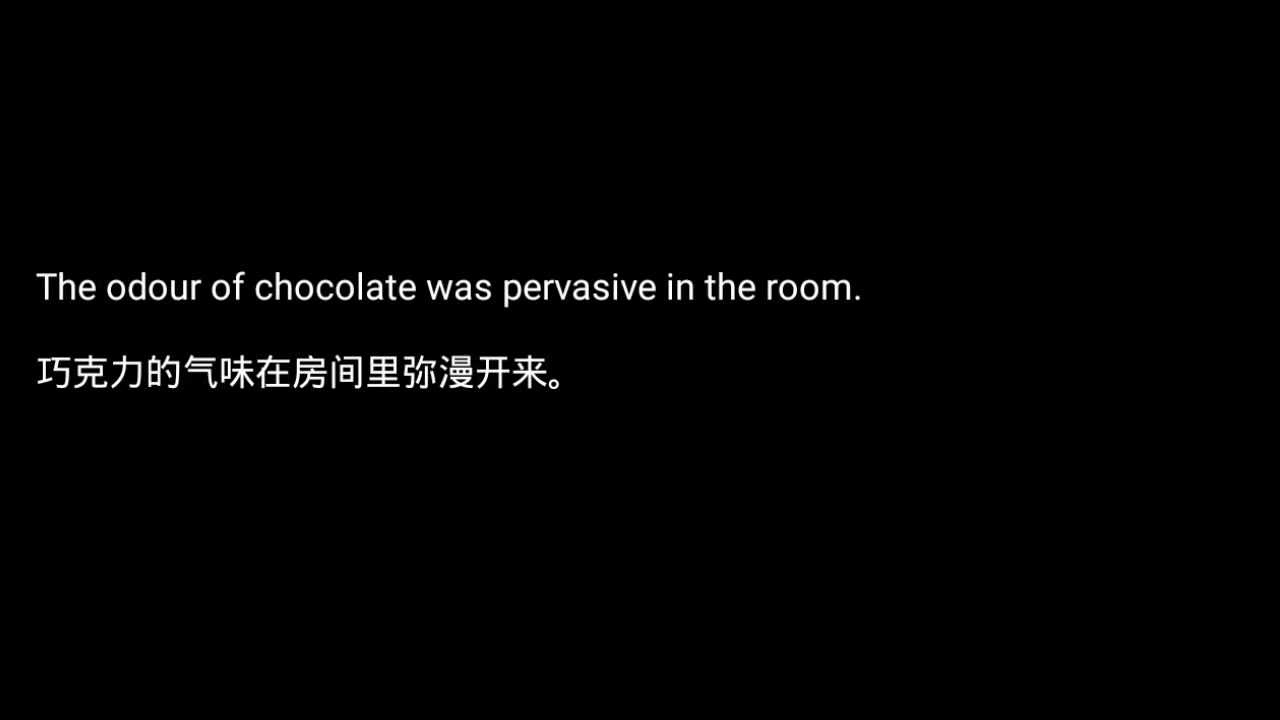 The odour of chocolate was pervasive in the room.
巧克力的气味在房间里弥漫开来。